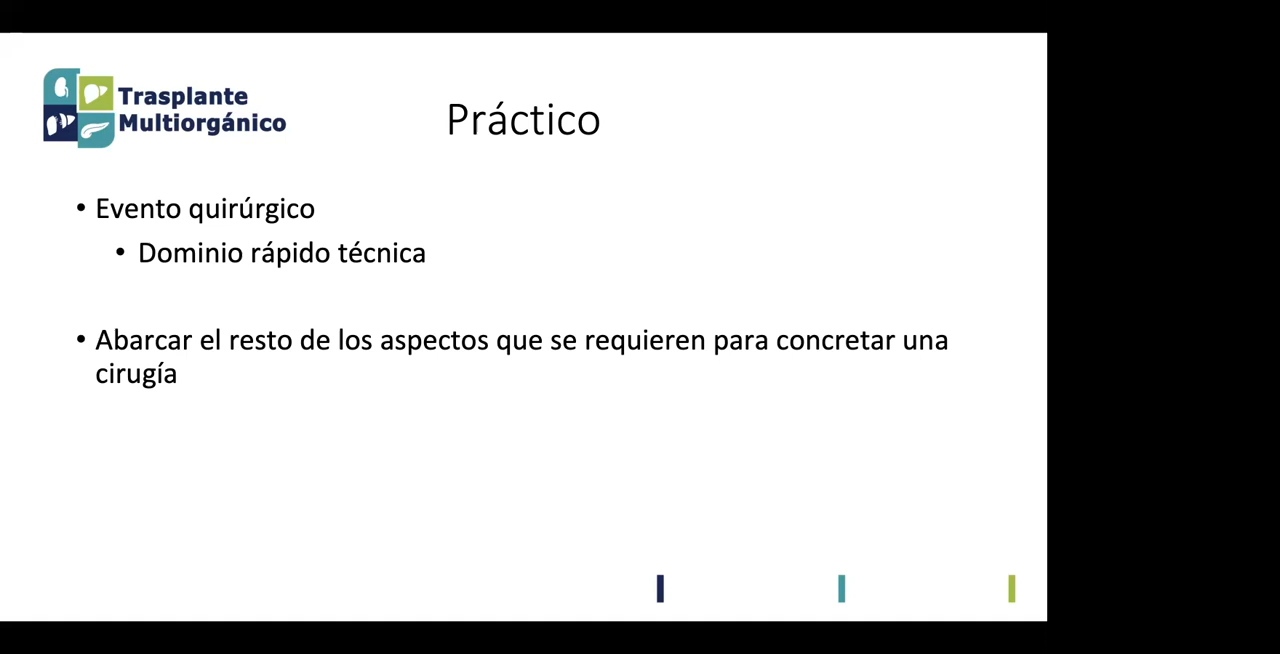 Trasplante
Multiorgánico
Práctico
• Evento quirúrgico
• Dominio rápido técnica
• Abarcar el resto de los aspectos que se requieren para concretar una
cirugía